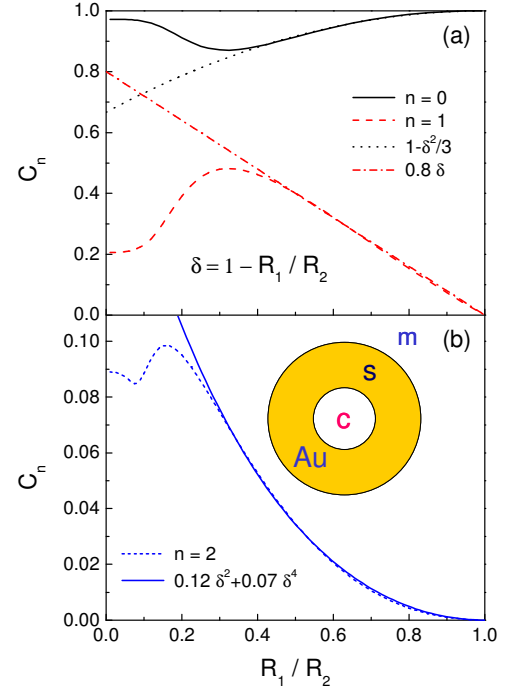 1.0
(a)
0.8
0.6
0.4
0.2
0.0
C_n
n = 0
n = 1
1-δ²/3
0.8 δ
δ = 1 − R₁ / R₂
(b)
m
s
c
Au
0.10
0.08
0.06
0.04
0.02
0.00
C_n
n = 2
0.12 δ²+0.07 δ⁴
0.0 0.2 0.4 0.6 0.8 1.0
R₁ / R₂